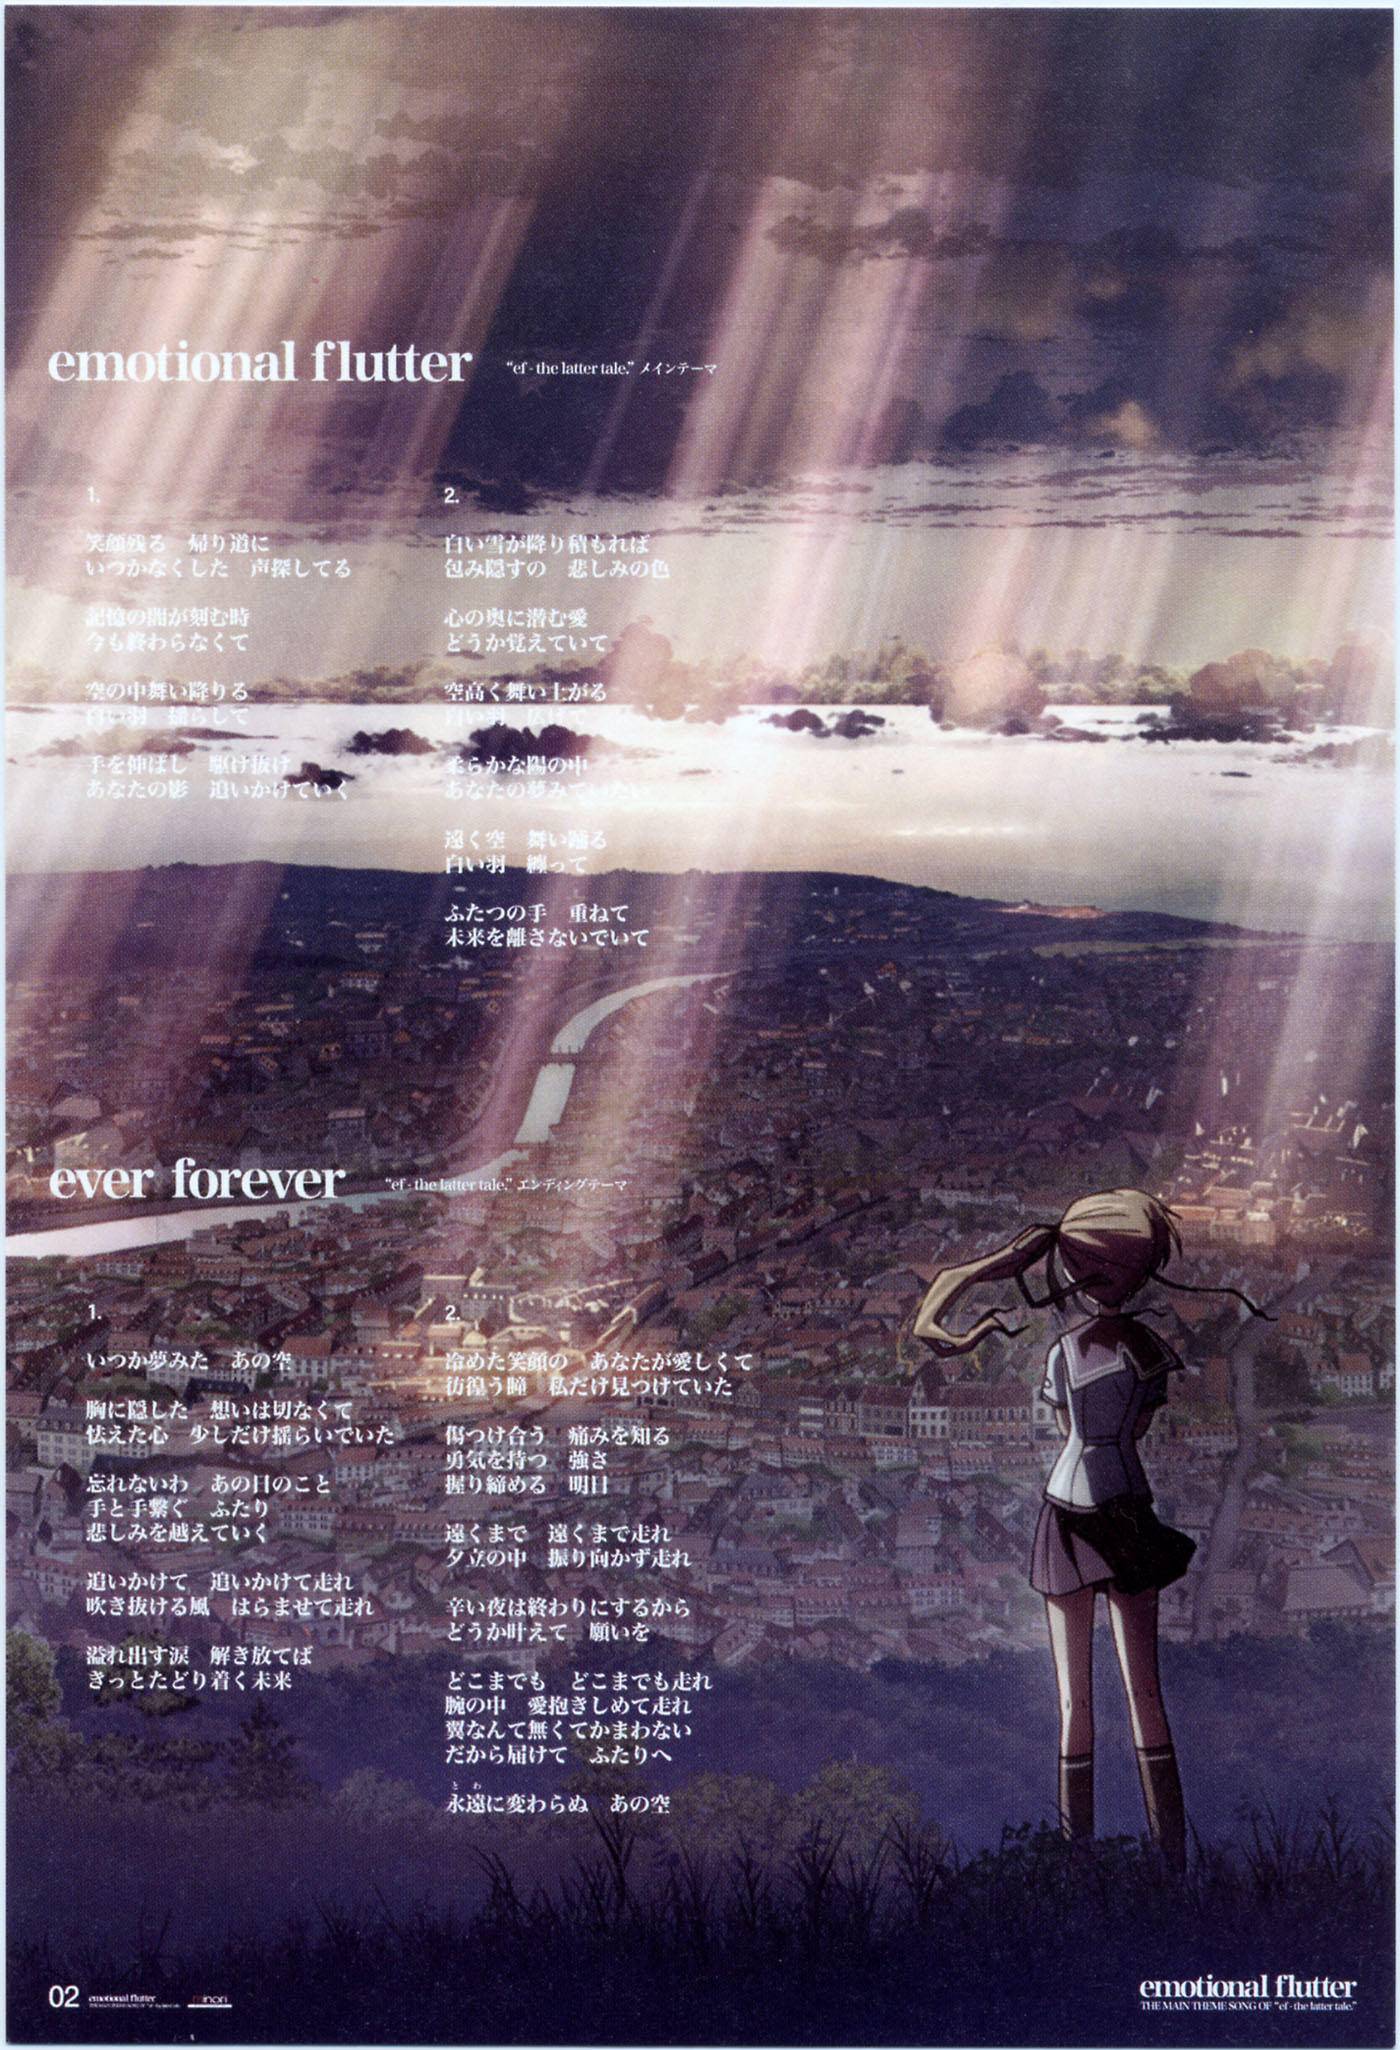 emotional flutter
“ef - the latter tale.” メインテーマ
1.
笑顔残る　帰り道に
いつかなくした　声探してる
記憶の闇が刻む時
今も終わらなくて
空の中舞い降りる
白い羽　揺らして
手を伸ばし　駆け抜け
あなたの影　追いかけていく
2.
白い雪が降り積もれば
包み隠すの　悲しみの色
心の奥に潜む愛
どうか覚えていて
空高く舞い上がる
白い羽　広げて
柔らかな陽の中
あなたの夢みていたい
遠く空　舞い踊る
白い羽　纏って
ふたつの手　重ねて
未来を離さないでいて
ever forever
“ef - the latter tale.” エンディングテーマ
1.
いつか夢みた　あの空
胸に隠した　想いは切なくて
怯えた心　少しだけ揺らいでいた
忘れないわ　あの日のこと
手と手繋ぐ　ふたり
悲しみを越えていく
追いかけて　追いかけて走れ
吹き抜ける風　はらませて走れ
溢れ出す涙　解き放てば
きっとたどり着く未来
2.
冷めた笑顔の　あなたが愛しくて
彷徨う瞳　私だけ見つけていた
傷つけ合う　痛みを知る
勇気を持つ　強さ
握り締める　明日
遠くまで　遠くまで走れ
夕立の中　振り向かず走れ
辛い夜は終わりにするから
どうか叶えて　願いを
どこまでも　どこまでも走れ
腕の中　愛抱きしめて走れ
翼なんて無くてかまわない
だから届けて　ふたりへ
とわ
永遠に変わらぬ　あの空
02
emotional flutter
minori
emotional flutter
THE MAIN THEME SONG OF “ef - the latter tale.”